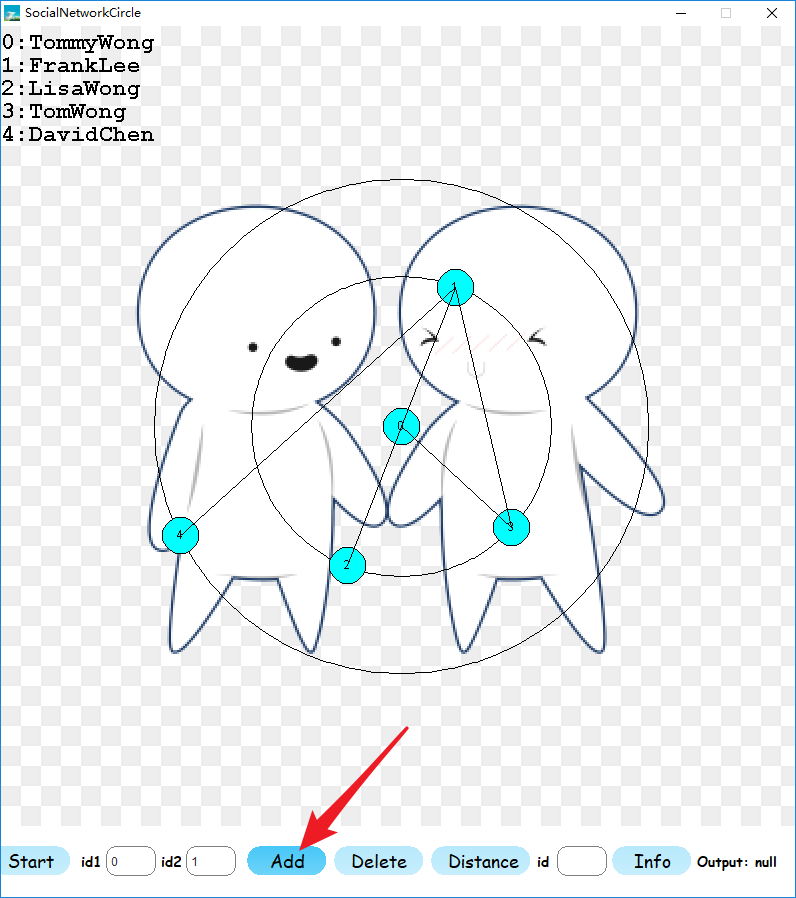 SocialNetworkCircle
0:TommyWong
1:FrankLee
2:LisaWong
3:TomWong
4:DavidChen
1
0
4
3
2
Start id1 0 id2 1 Add Delete Distance id Info Output: null